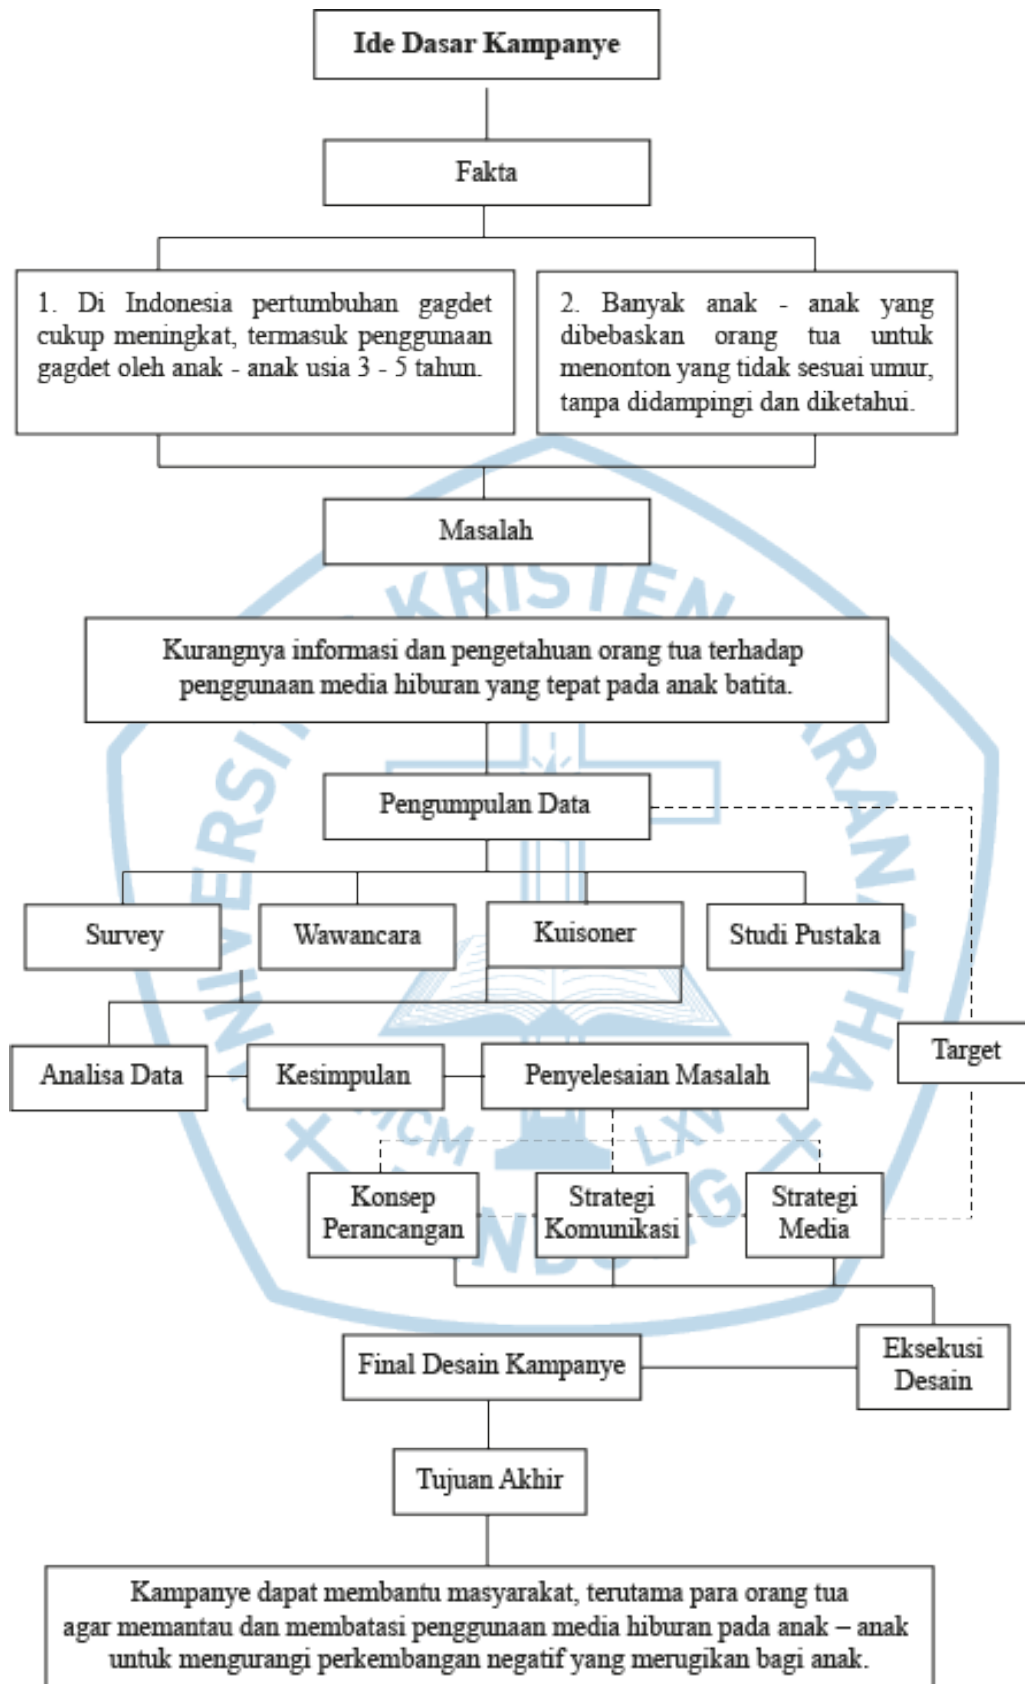 Ide Dasar Kampanye
Fakta
1. Di Indonesia pertumbuhan gagdet
cukup meningkat, termasuk penggunaan
gagdet oleh anak - anak usia 3 - 5 tahun.
2. Banyak anak - anak yang
dibebaskan orang tua untuk
menonton yang tidak sesuai umur,
tanpa didampingi dan diketahui.
Masalah
Kurangnya informasi dan pengetahuan orang tua terhadap
penggunaan media hiburan yang tepat pada anak batita.
Pengumpulan Data
Survey
Wawancara
Kuisoner
Studi Pustaka
Target
Analisa Data
Kesimpulan
Penyelesaian Masalah
Konsep
Perancangan
Strategi
Komunikasi
Strategi
Media
Eksekusi
Desain
Final Desain Kampanye
Tujuan Akhir
Kampanye dapat membantu masyarakat, terutama para orang tua
agar memantau dan membatasi penggunaan media hiburan pada anak – anak
untuk mengurangi perkembangan negatif yang merugikan bagi anak.
KRISTEN
MCM
LXV